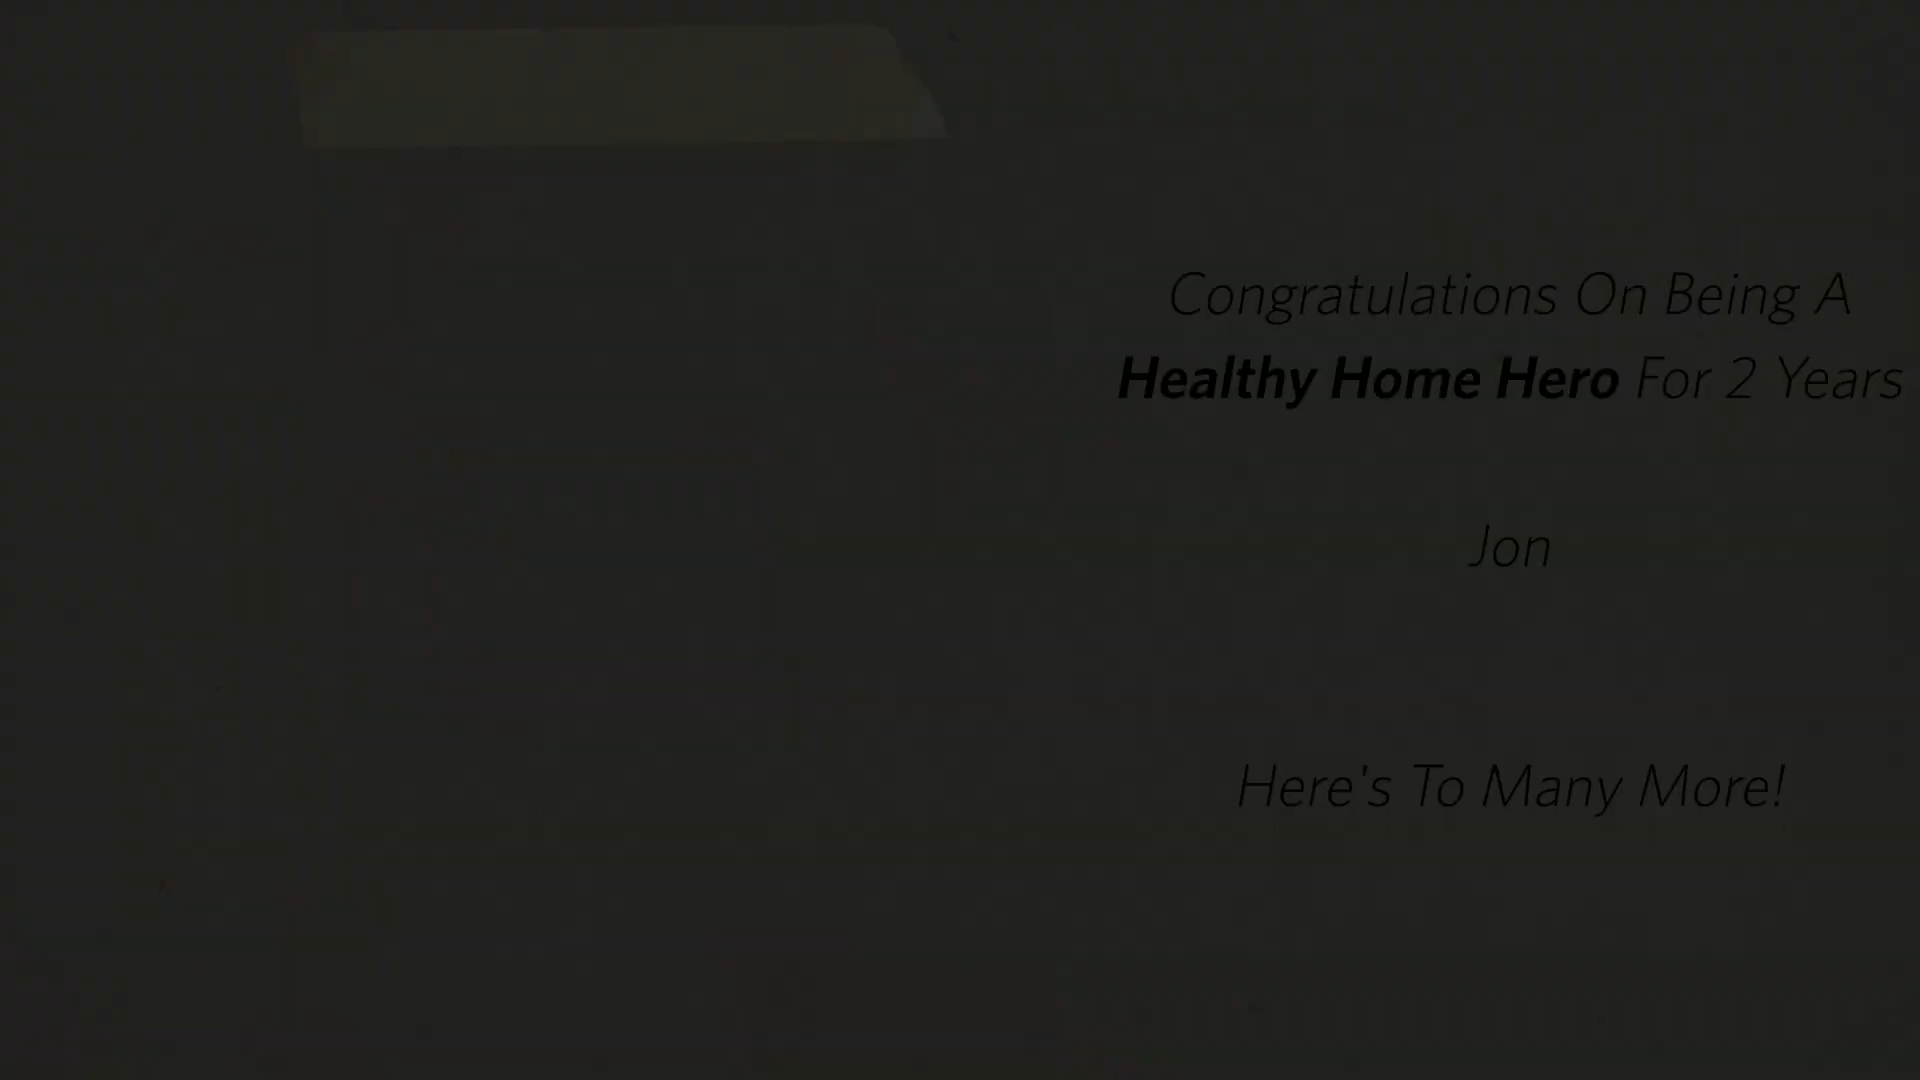 Congratulations On Being A
Healthy Home Hero For 2 Years
Jon
Here's To Many More!